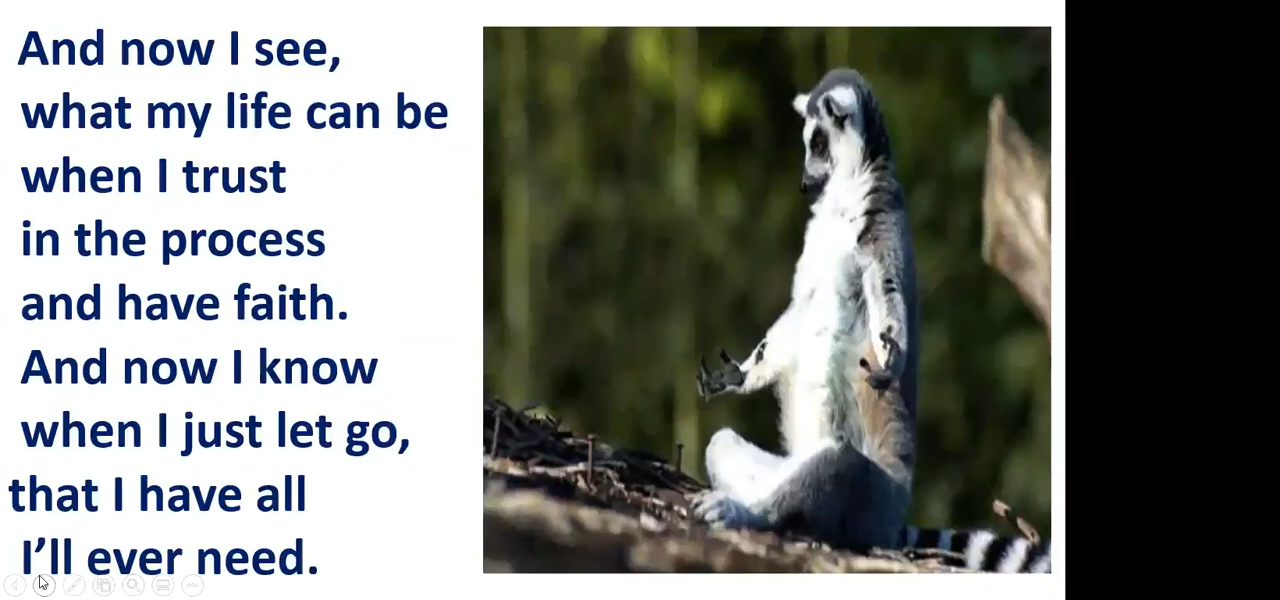 And now I see,
what my life can be
when I trust
in the process
and have faith.
And now I know
when I just let go,
that I have all
I’ll ever need.